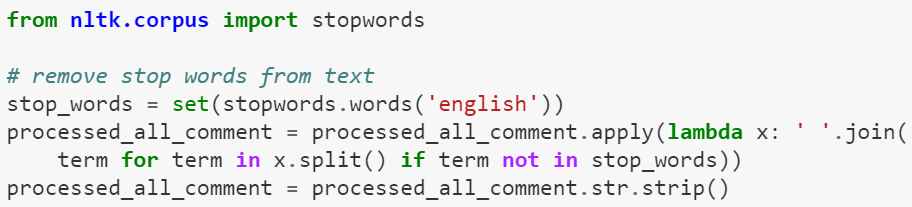 from nltk.corpus import stopwords
# remove stop words from text
stop_words = set(stopwords.words('english'))
processed_all_comment = processed_all_comment.apply(lambda x: ' '.join(
    term for term in x.split() if term not in stop_words))
processed_all_comment = processed_all_comment.str.strip()